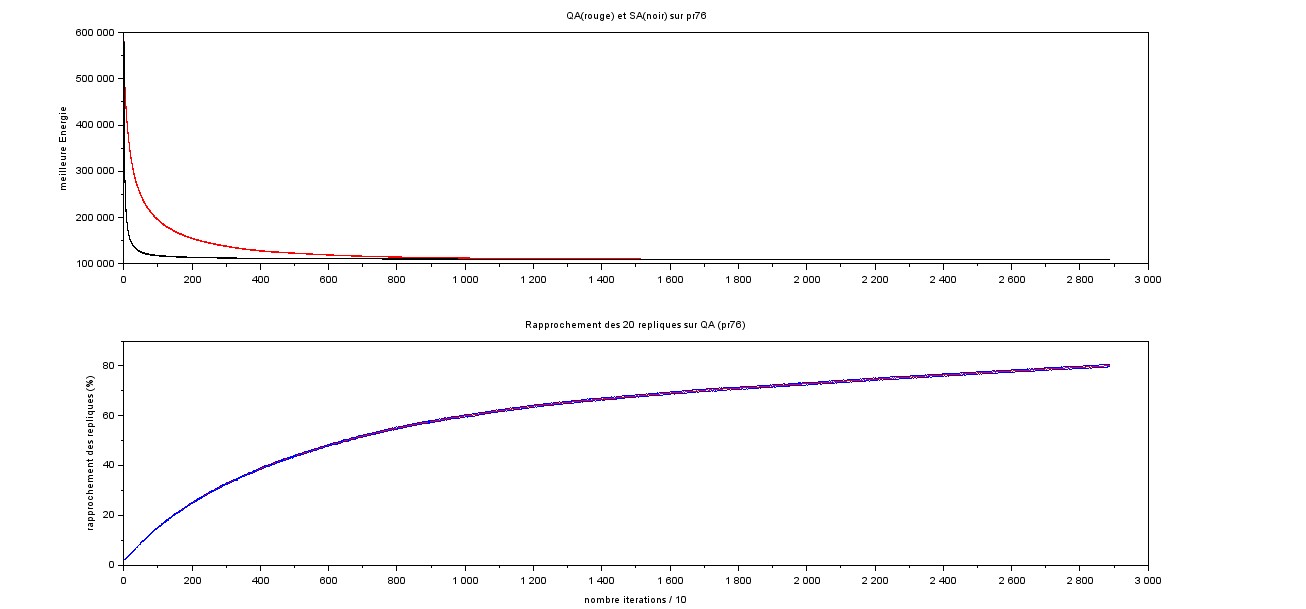 QA(rouge) et SA(noir) sur pr76
600 000
500 000
400 000
300 000
200 000
100 000
meilleure Energie
0 200 400 600 800 1 000 1 200 1 400 1 600 1 800 2 000 2 200 2 400 2 600 2 800 3 000
Rapprochement des 20 repliques sur QA (pr76)
80
60
40
20
0
rapprochement des repliques (%)
0 200 400 600 800 1 000 1 200 1 400 1 600 1 800 2 000 2 200 2 400 2 600 2 800 3 000
nombre iterations / 10